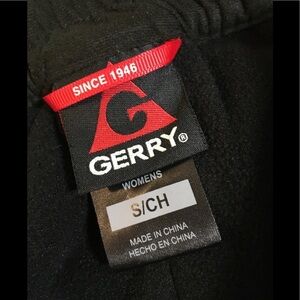 SINCE 1946
G
GERRY®
WOMENS
S/CH
MADE IN CHINA
HECHO EN CHINA